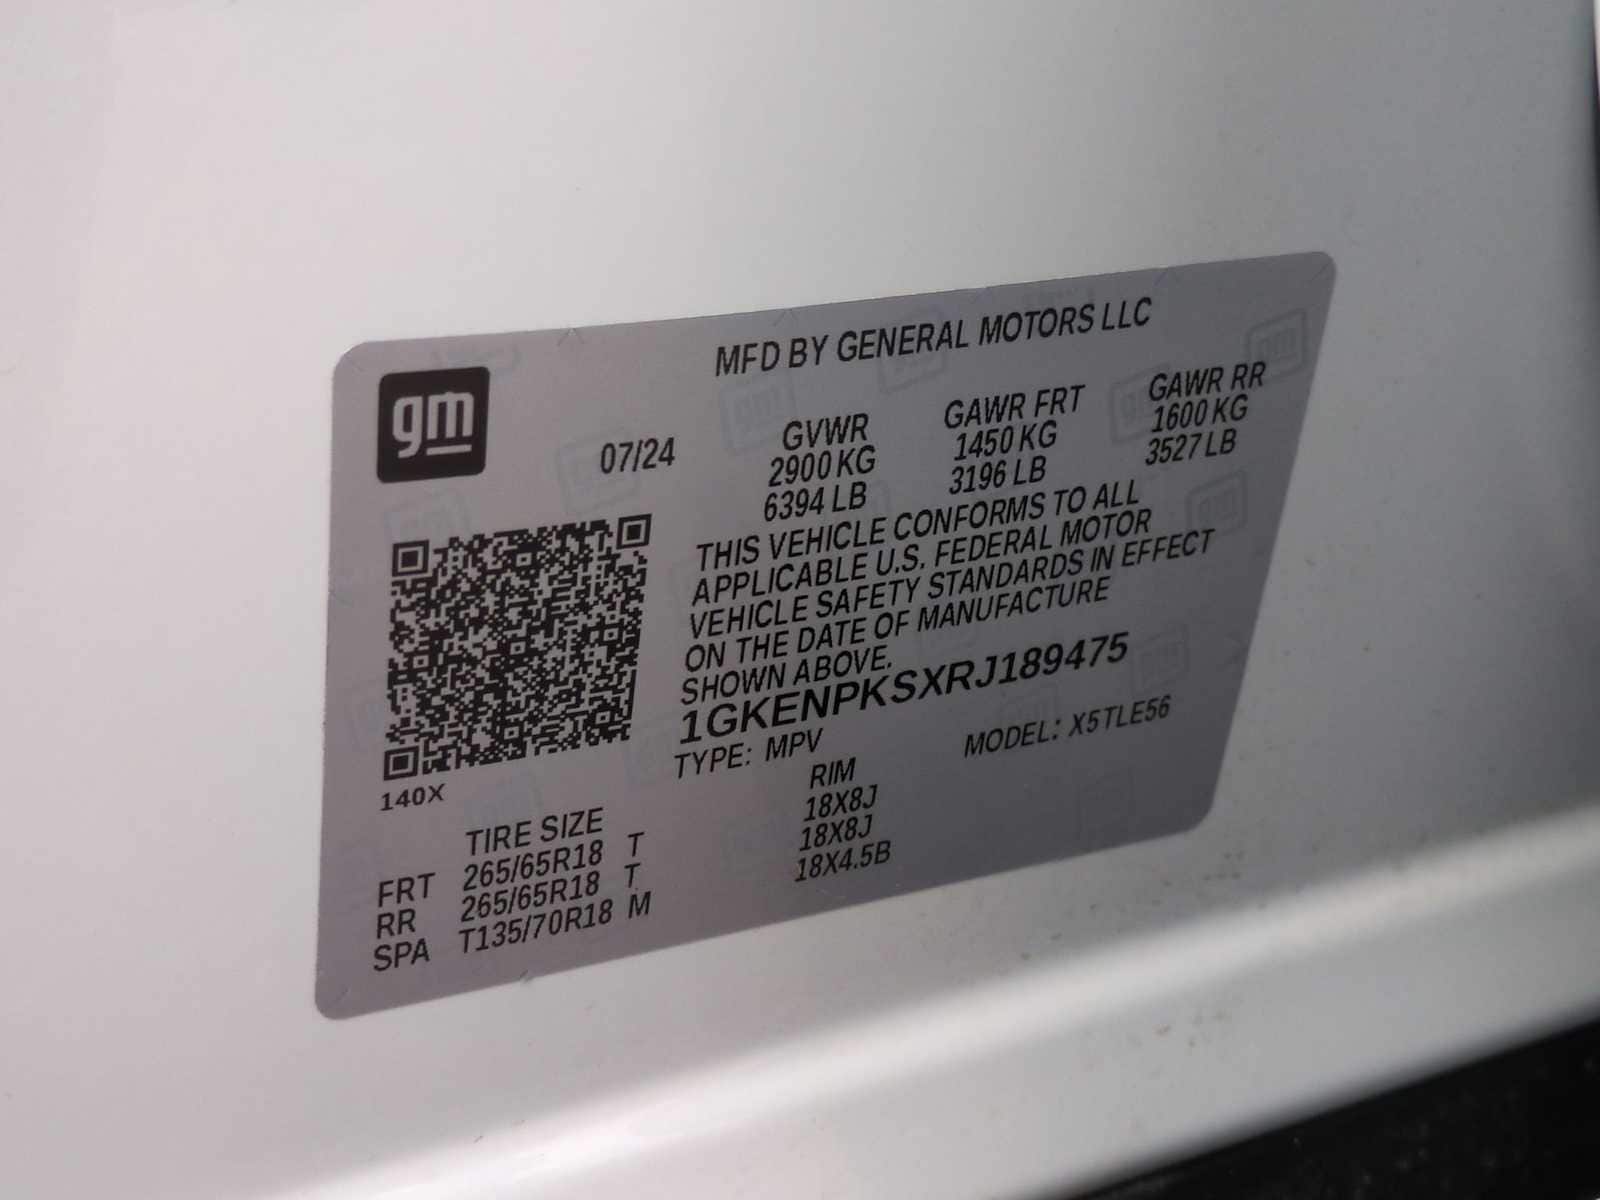 MFD BY GENERAL MOTORS LLC
gm
07/24
GVWR GAWR FRT GAWR RR
2900 KG 1450 KG 1600 KG
6394 LB 3196 LB 3527 LB
THIS VEHICLE CONFORMS TO ALL
APPLICABLE U.S. FEDERAL MOTOR
VEHICLE SAFETY STANDARDS IN EFFECT
ON THE DATE OF MANUFACTURE
SHOWN ABOVE.
1GKENPKSXRJ189475
TYPE: MPV MODEL: X5TLE56
140X
TIRE SIZE RIM
FRT 265/65R18 T 18X8J
RR 265/65R18 T 18X8J
SPA T135/70R18 M 18X4.5B